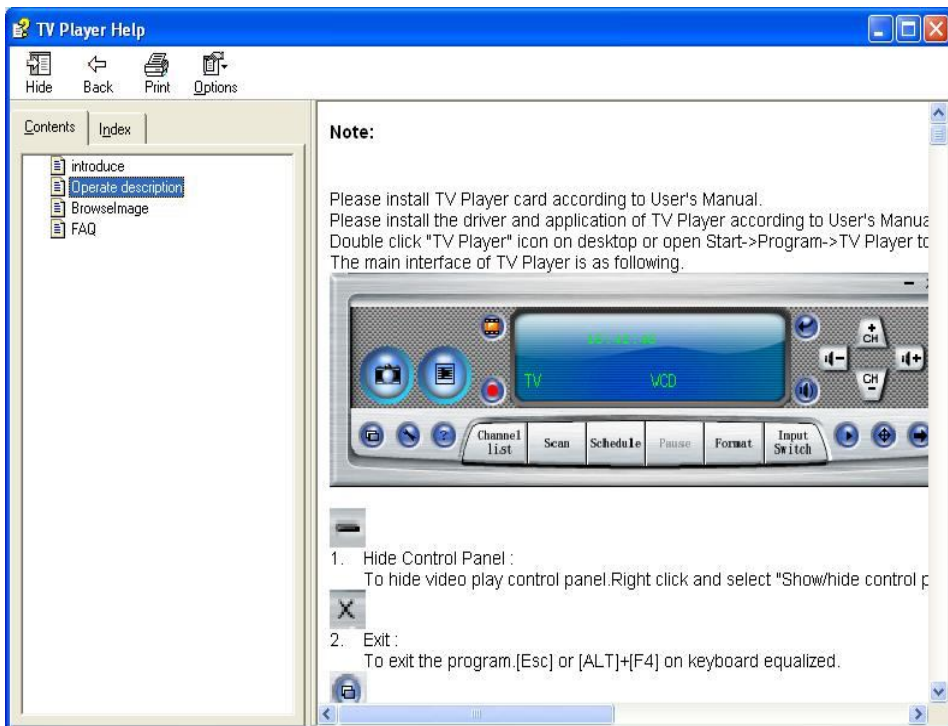 TV Player Help
Hide Back Print Options
Contents Index
introduce
Operate description
BrowseImage
FAQ
Note:
Please install TV Player card according to User's Manual.
Please install the driver and application of TV Player according to User's Manua
Double click "TV Player" icon on desktop or open Start->Program->TV Player to
The main interface of TV Player is as following.
CH
TV VCD
CH
Channel list Scan Schedule Pause Format Input Switch
1. Hide Control Panel :
To hide video play control panel.Right click and select "Show/hide control p
2. Exit :
To exit the program.[Esc] or [ALT]+[F4] on keyboard equalized.